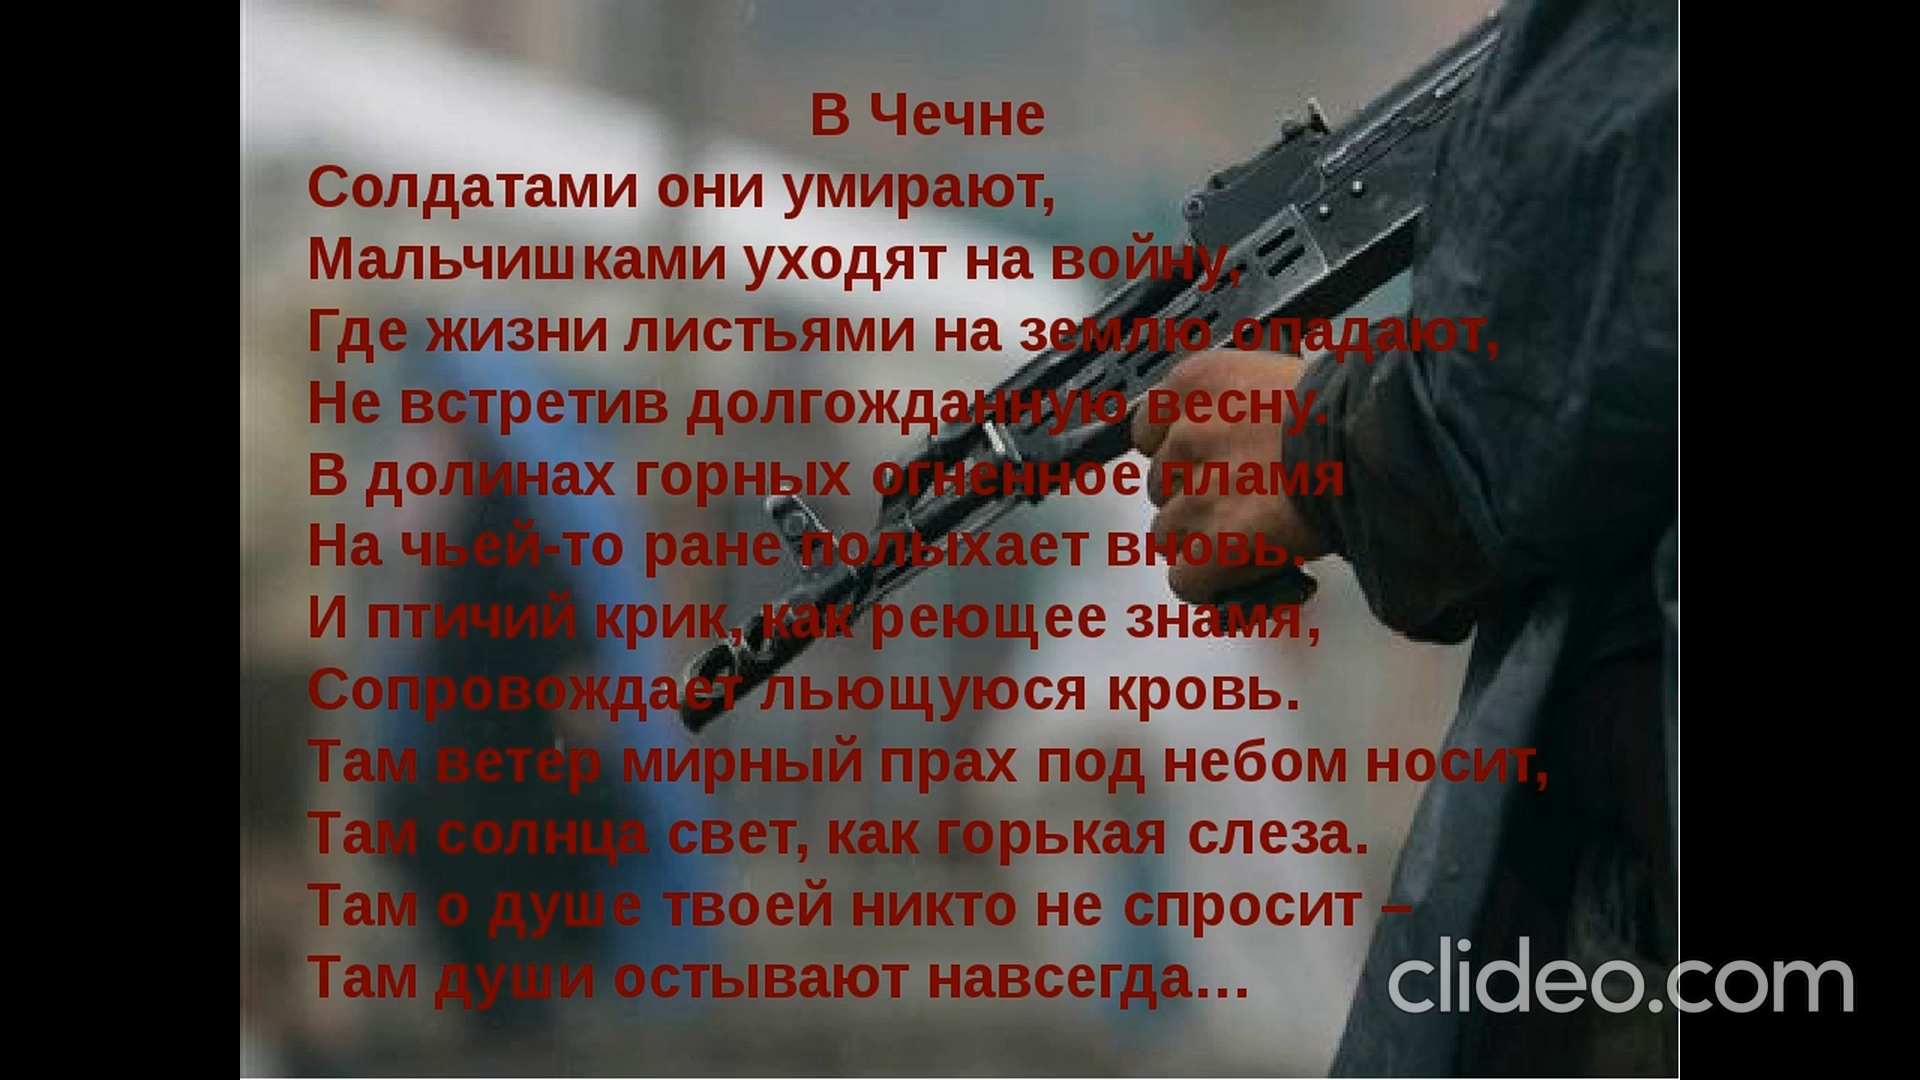 В Чечне
Солдатами они умирают,
Мальчишками уходят на войну,
Где жизни листьями на землю опадают,
Не встретив долгожданную весну.
В долинах горных огненное пламя
На чьей-то ране полыхает вновь.
И птичий крик, как реющее знамя,
Сопровождает льющуюся кровь.
Там ветер мирный прах под небом носит,
Там солнца свет, как горькая слеза.
Там о душе твоей никто не спросит –
Там души остывают навсегда…
clideo.com